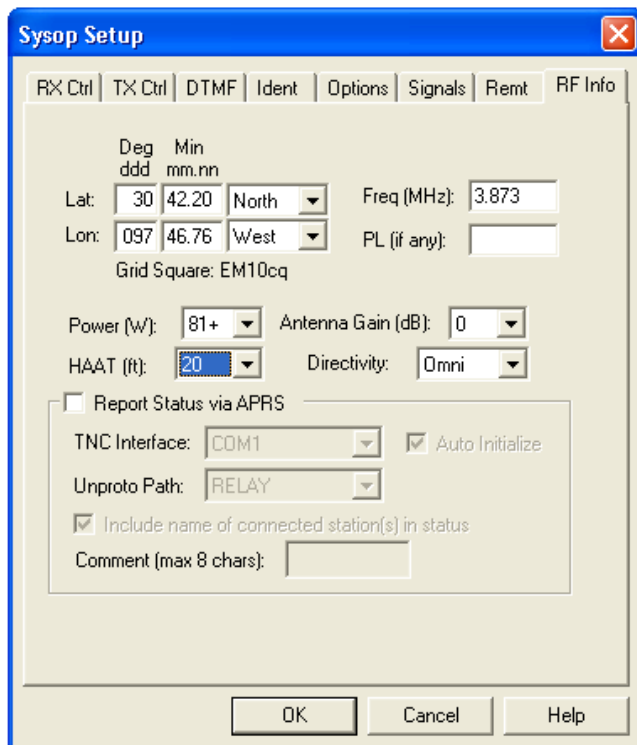 Sysop Setup
RX Ctrl TX Ctrl DTMF Ident Options Signals Remt RF Info
Deg Min
ddd mm.nn
Lat: 30 42.20 North Freq (MHz): 3.873
Lon: 097 46.76 West PL (if any):
Grid Square: EM10cq
Power (W): 81+ Antenna Gain (dB): 0
HAAT (ft): 20 Directivity: Omni
Report Status via APRS
TNC Interface: COM1 Auto Initialize
Unproto Path: RELAY
Include name of connected station(s) in status
Comment (max 8 chars):
OK Cancel Help